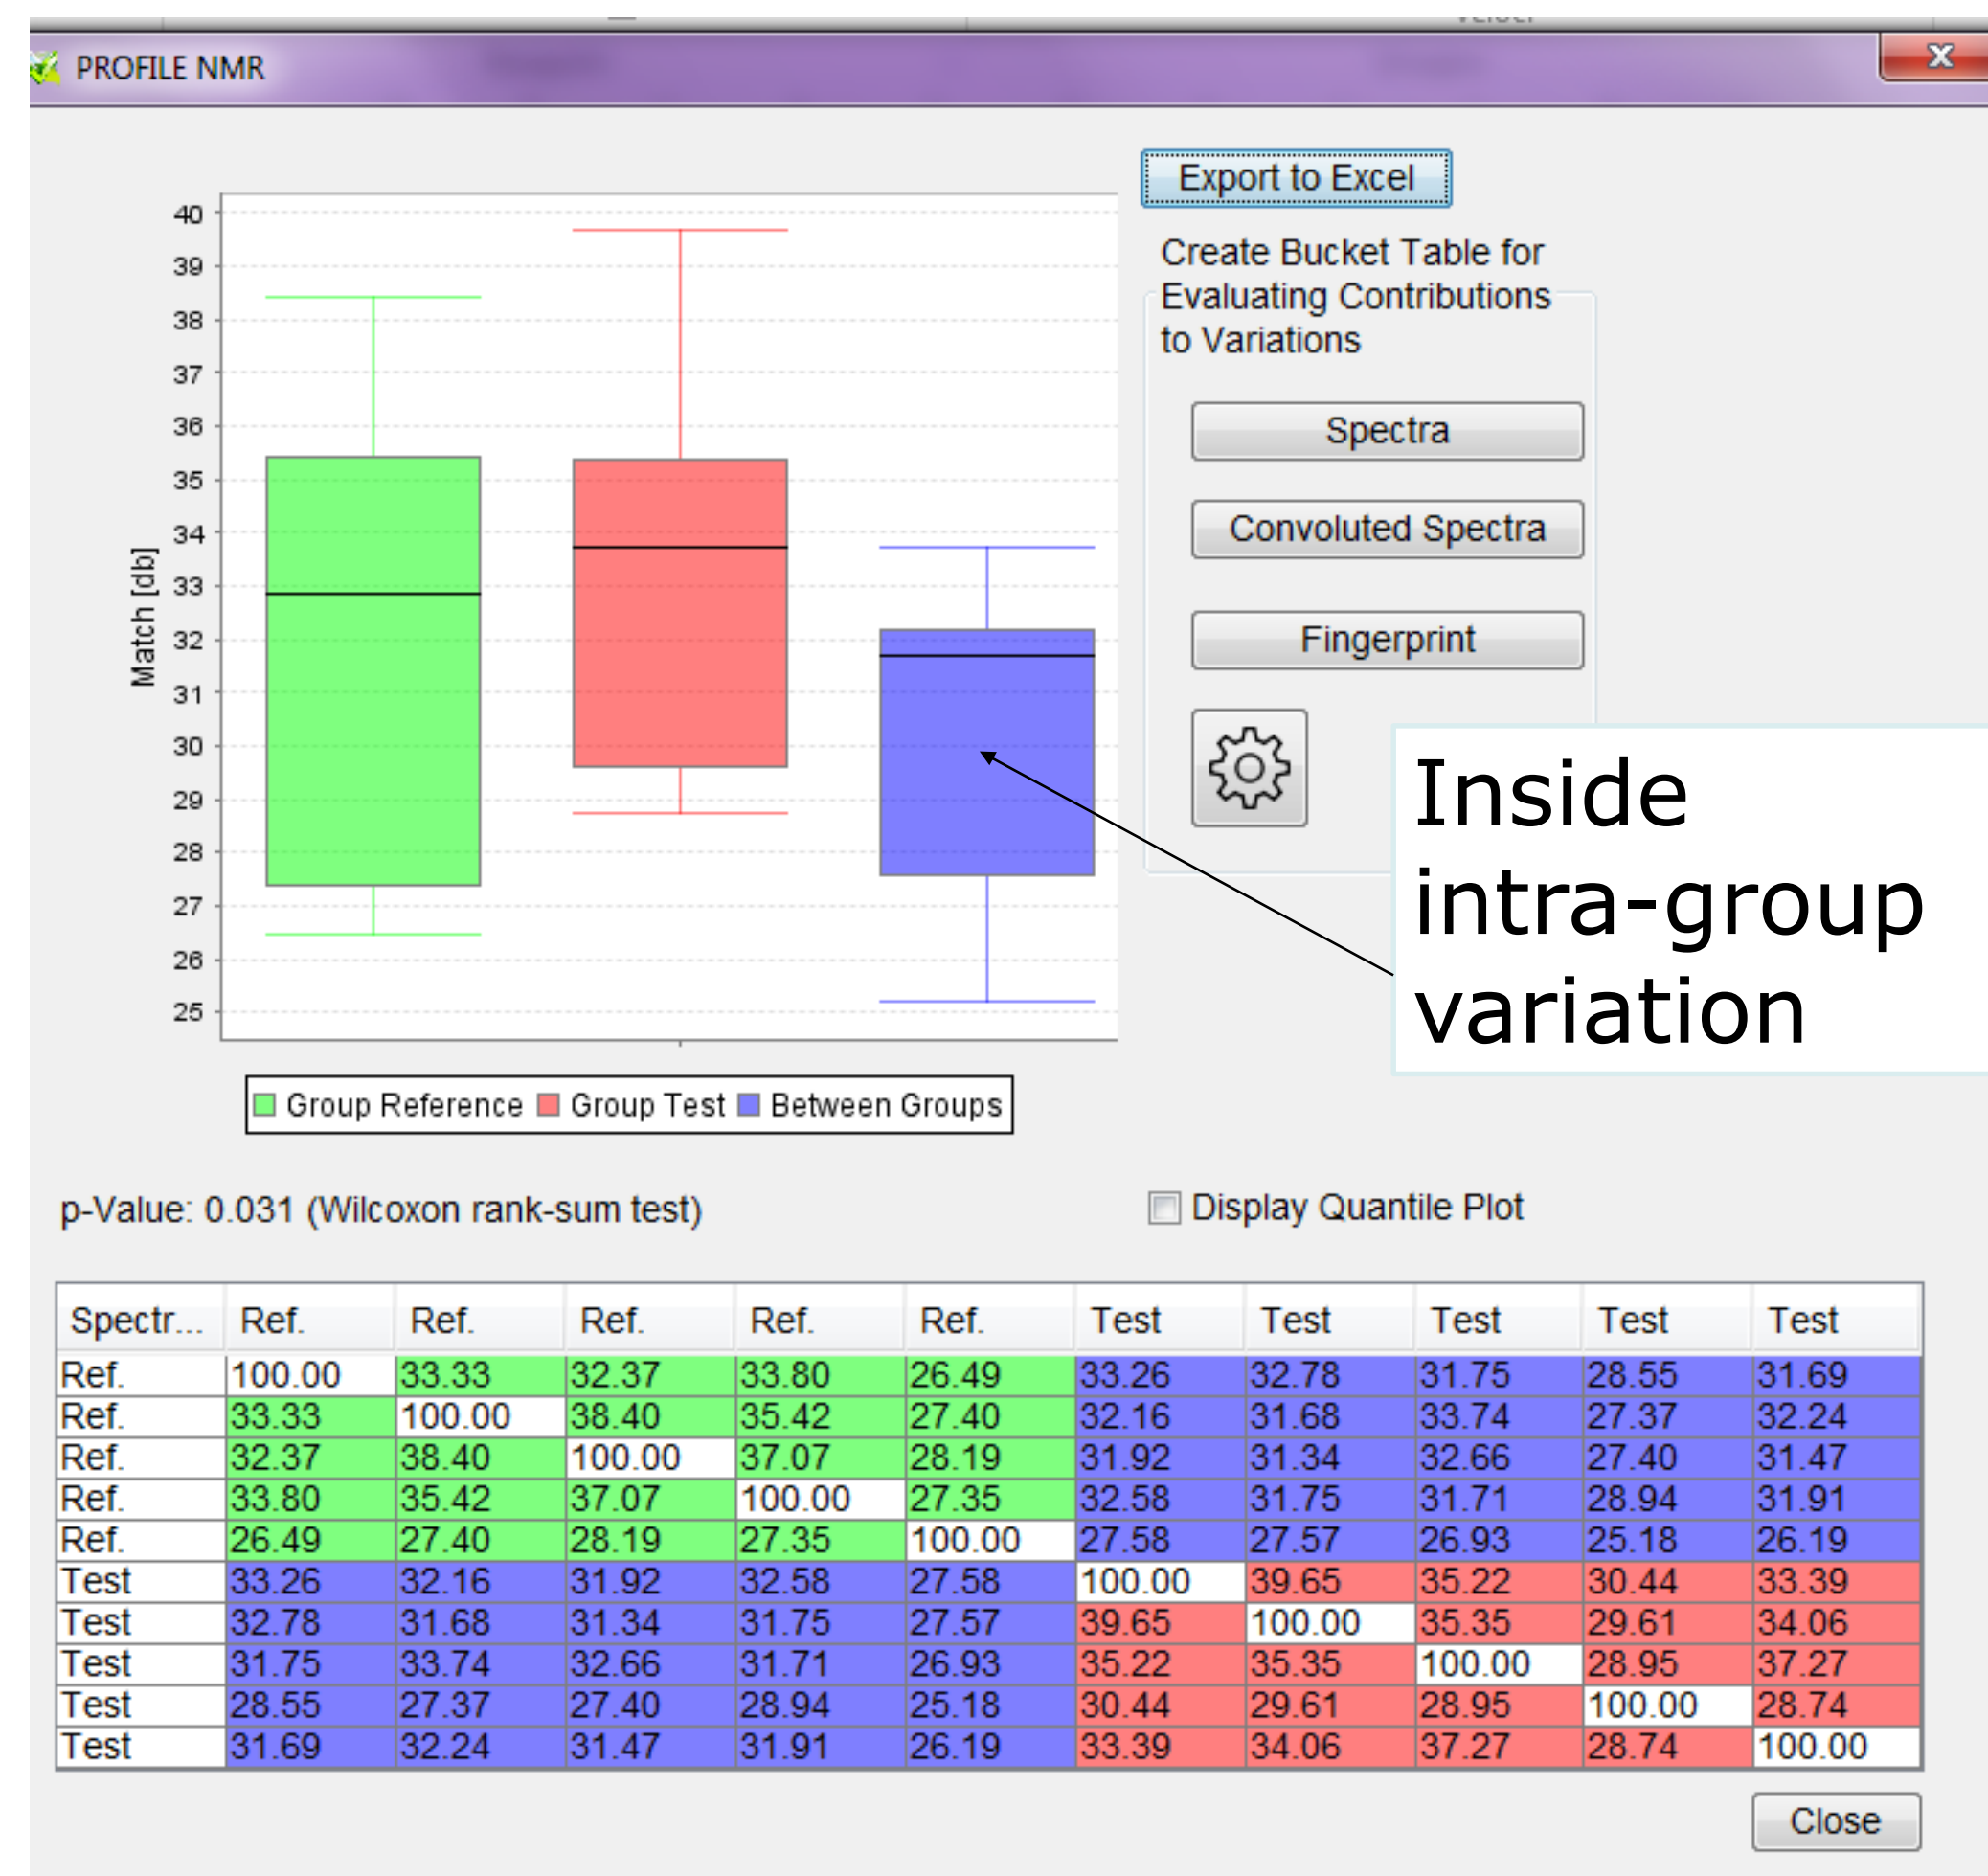 PROFILE NMR
Export to Excel
Create Bucket Table for
Evaluating Contributions
to Variations
Spectra
Convoluted Spectra
Fingerprint
40
39
38
37
36
35
34
33
32
31
30
29
28
27
26
25
Match [db]
Inside
intra-group
variation
Group Reference Group Test Between Groups
p-Value: 0.031 (Wilcoxon rank-sum test)
Display Quantile Plot
Spectr... Ref. Ref. Ref. Ref. Ref. Test Test Test Test Test
Ref. 100.00 33.33 32.37 33.80 26.49 33.26 32.78 31.75 28.55 31.69
Ref. 33.33 100.00 38.40 35.42 27.40 32.16 31.68 33.74 27.37 32.24
Ref. 32.37 38.40 100.00 37.07 28.19 31.92 31.34 32.66 27.40 31.47
Ref. 33.80 35.42 37.07 100.00 27.35 32.58 31.75 31.71 28.94 31.91
Ref. 26.49 27.40 28.19 27.35 100.00 27.58 27.57 26.93 25.18 26.19
Test 33.26 32.16 31.92 32.58 27.58 100.00 39.65 35.22 30.44 33.39
Test 32.78 31.68 31.34 31.75 27.57 39.65 100.00 35.35 29.61 34.06
Test 31.75 33.74 32.66 31.71 26.93 35.22 35.35 100.00 28.95 37.27
Test 28.55 27.37 27.40 28.94 25.18 30.44 29.61 28.95 100.00 28.74
Test 31.69 32.24 31.47 31.91 26.19 33.39 34.06 37.27 28.74 100.00
Close